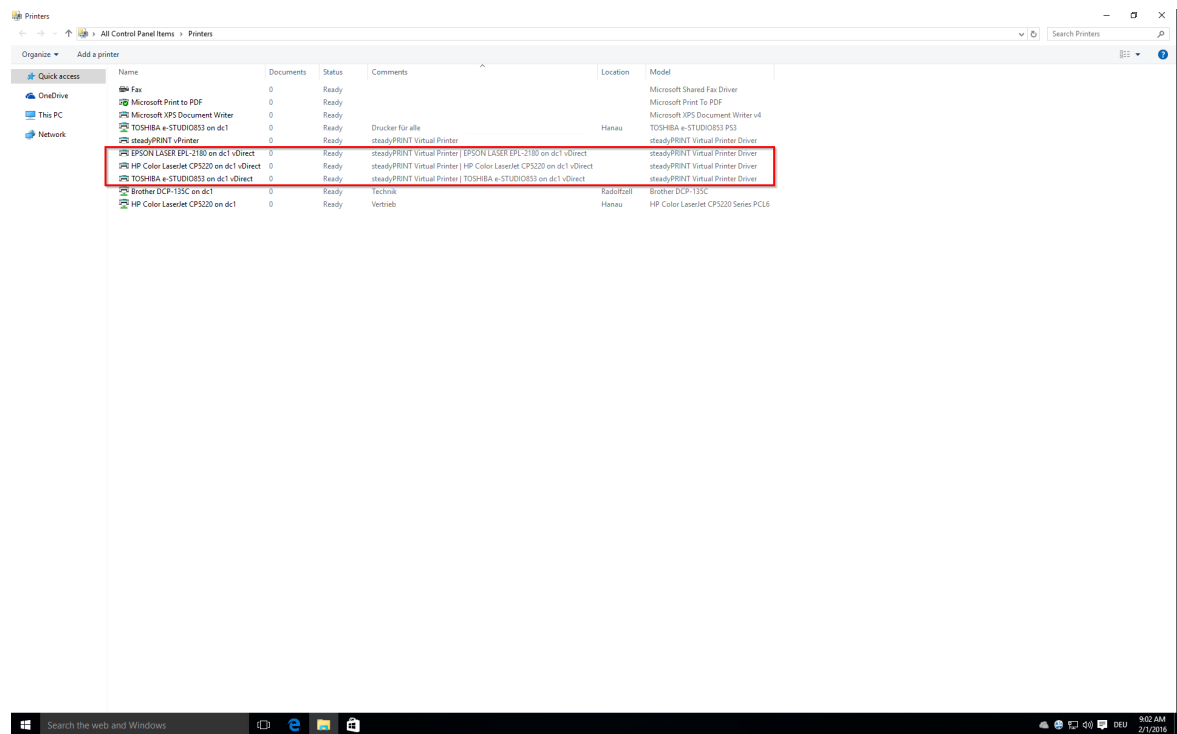 Printers
All Control Panel Items › Printers
Search Printers
Organize
Add a printer
Quick access
OneDrive
This PC
Network
Name Documents Status Comments Location Model
Fax 0 Ready Microsoft Shared Fax Driver
Microsoft Print to PDF 0 Ready Microsoft Print To PDF
Microsoft XPS Document Writer 0 Ready Microsoft XPS Document Writer v4
TOSHIBA e-STUDIO853 on dc1 0 Ready Drucker für alle Hanau TOSHIBA e-STUDIO853 PS3
steadyPRINT vPrinter 0 Ready steadyPRINT Virtual Printer steadyPRINT Virtual Printer Driver
EPSON LASER EPL-2180 on dc1 vDirect 0 Ready steadyPRINT Virtual Printer | EPSON LASER EPL-2180 on dc1 vDirect steadyPRINT Virtual Printer Driver
HP Color LaserJet CP5220 on dc1 vDirect 0 Ready steadyPRINT Virtual Printer | HP Color LaserJet CP5220 on dc1 vDirect steadyPRINT Virtual Printer Driver
TOSHIBA e-STUDIO853 on dc1 vDirect 0 Ready steadyPRINT Virtual Printer | TOSHIBA e-STUDIO853 on dc1 vDirect steadyPRINT Virtual Printer Driver
Brother DCP-135C on dc1 0 Ready Technik Radolfzell Brother DCP-135C
HP Color LaserJet CP5220 on dc1 0 Ready Vertrieb Hanau HP Color LaserJet CP5220 Series PCL6
Search the web and Windows
DEU
9:02 AM
2/1/2016